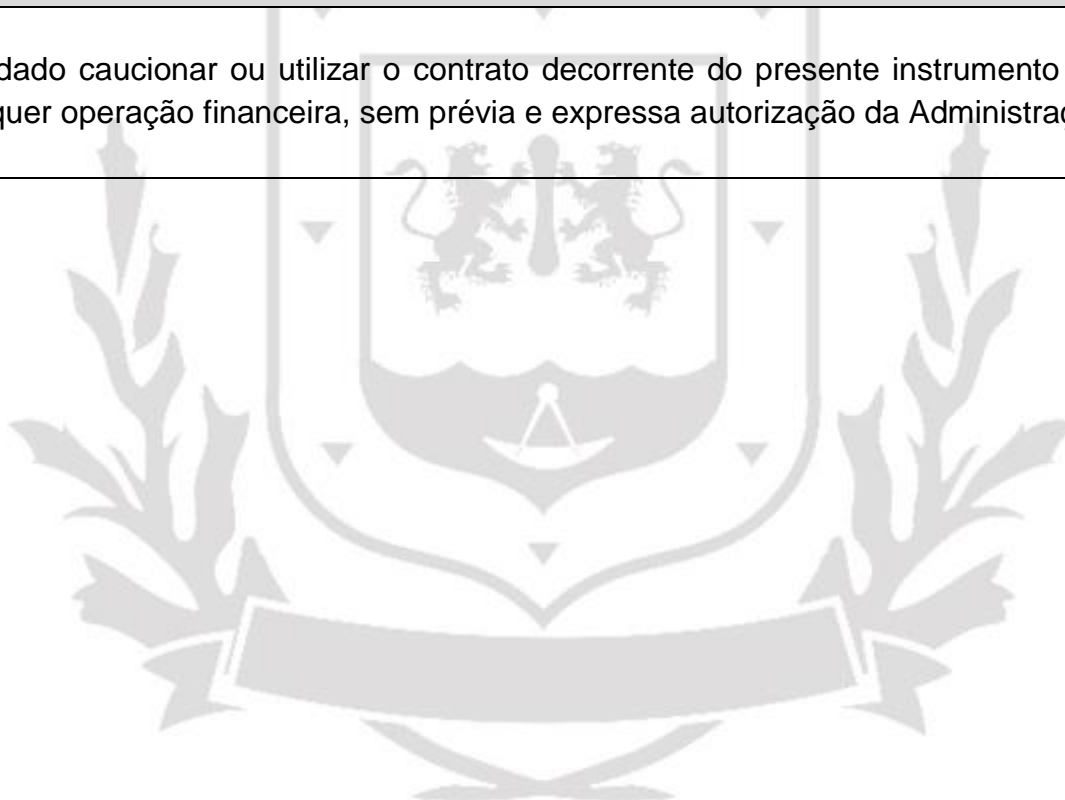 dado caucionar ou utilizar o contrato decorrente do presente instrumento
quer operação financeira, sem prévia e expressa autorização da Administraç